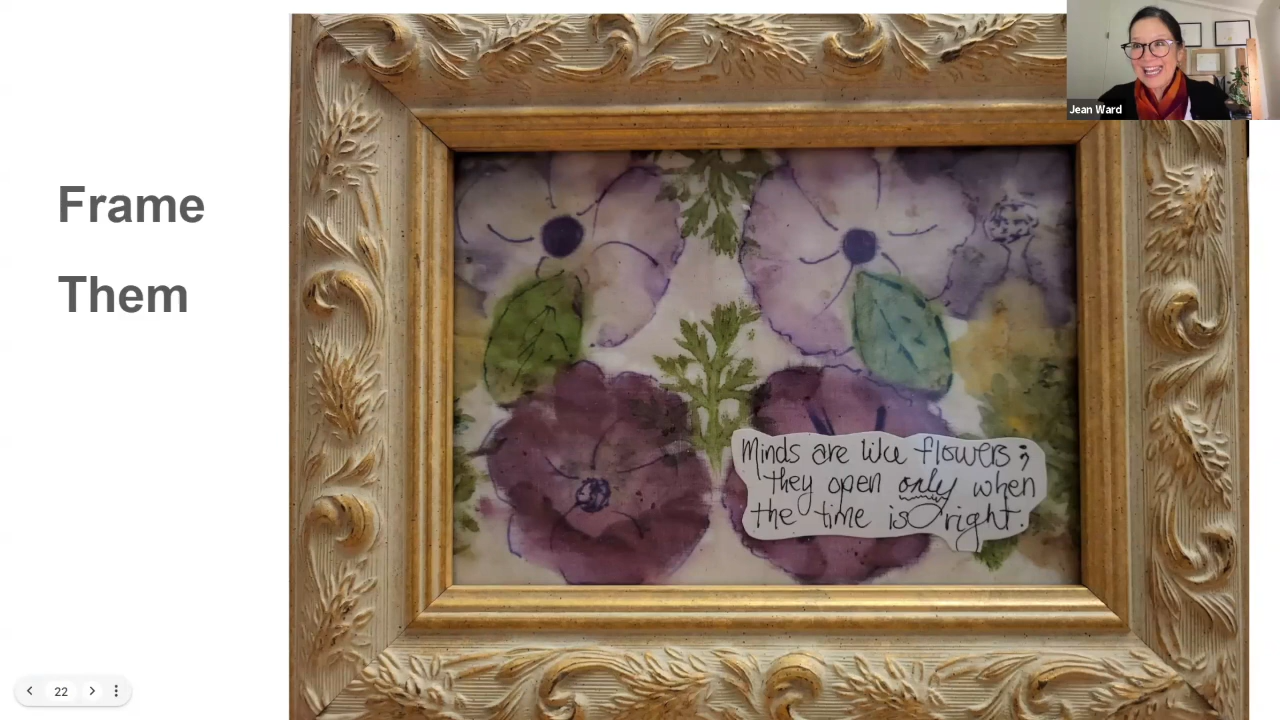 Frame
Them
Minds are like flowers;
they open only when
the time is right.
Jean Ward
22